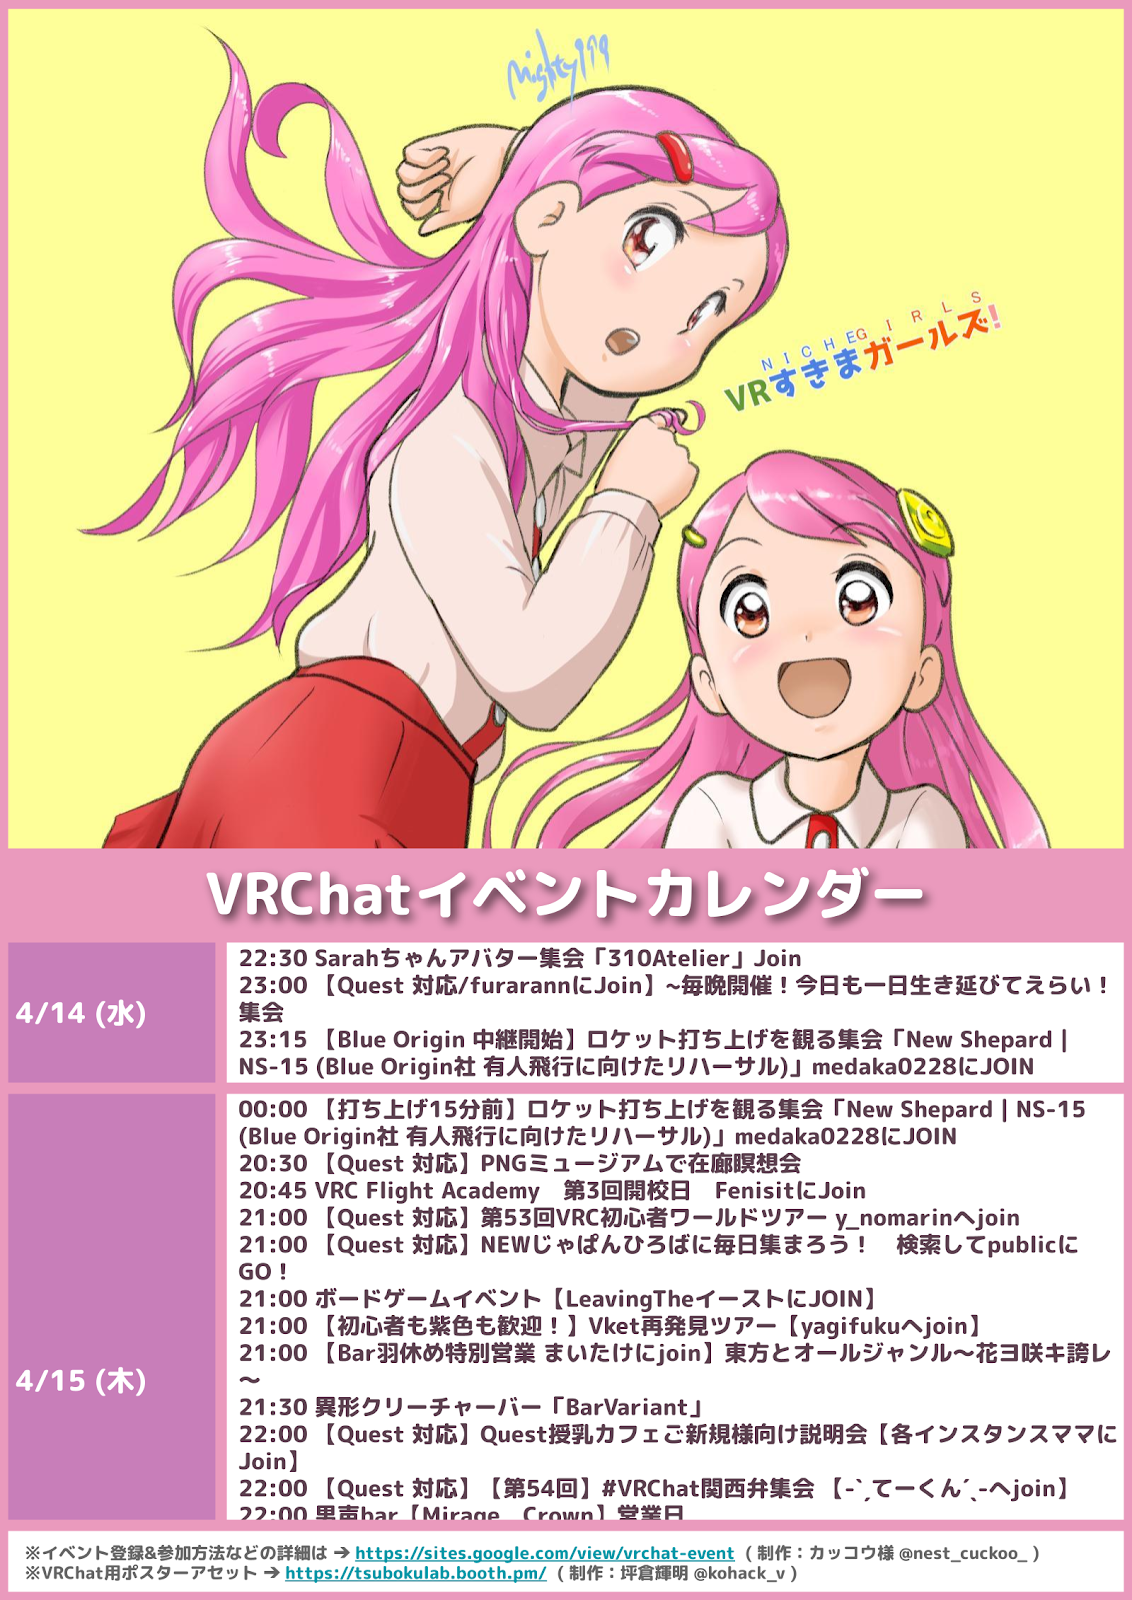 mighty199
NICHE GIRLS
VRすきまガールズ!
VRChatイベントカレンダー
4/14 (水)
22:30 Sarahちゃんアバター集会「310Atelier」Join
23:00 【Quest 対応/furarannにJoin】~毎晩開催！今日も一日生き延びてえらい！
集会
23:15 【Blue Origin 中継開始】ロケット打ち上げを観る集会「New Shepard |
NS-15 (Blue Origin社 有人飛行に向けたリハーサル)」medaka0228にJOIN
4/15 (木)
00:00 【打ち上げ15分前】ロケット打ち上げを観る集会「New Shepard | NS-15
(Blue Origin社 有人飛行に向けたリハーサル)」medaka0228にJOIN
20:30 【Quest 対応】PNGミュージアムで在廊瞑想会
20:45 VRC Flight Academy　第3回開校日　FenisitにJoin
21:00 【Quest 対応】第53回VRC初心者ワールドツアー y_nomarinへjoin
21:00 【Quest 対応】NEWじゃぱんひろばに毎日集まろう！　検索してpublicに
GO！
21:00 ボードゲームイベント【LeavingTheイーストにJOIN】
21:00 【初心者も紫色も歓迎！】Vket再発見ツアー【yagifukuへjoin】
21:00 【Bar羽休め特別営業 まいたけにjoin】東方とオールジャンル～花ヨ咲キ誇レ
～
21:30 異形クリーチャーバー「BarVariant」
22:00 【Quest 対応】Quest授乳カフェご新規様向け説明会【各インスタンスママに
Join】
22:00 【Quest 対応】【第54回】#VRChat関西弁集会 【-ˋˏてーくんˊˎ-へjoin】
22:00 男声bar【Mirage　Crown】営業日
※イベント登録&参加方法などの詳細は ➔ https://sites.google.com/view/vrchat-event （制作：カッコウ様 @nest_cuckoo_）
※VRChat用ポスターアセット ➔ https://tsubokulab.booth.pm/ （制作：坪倉輝明 @kohack_v）